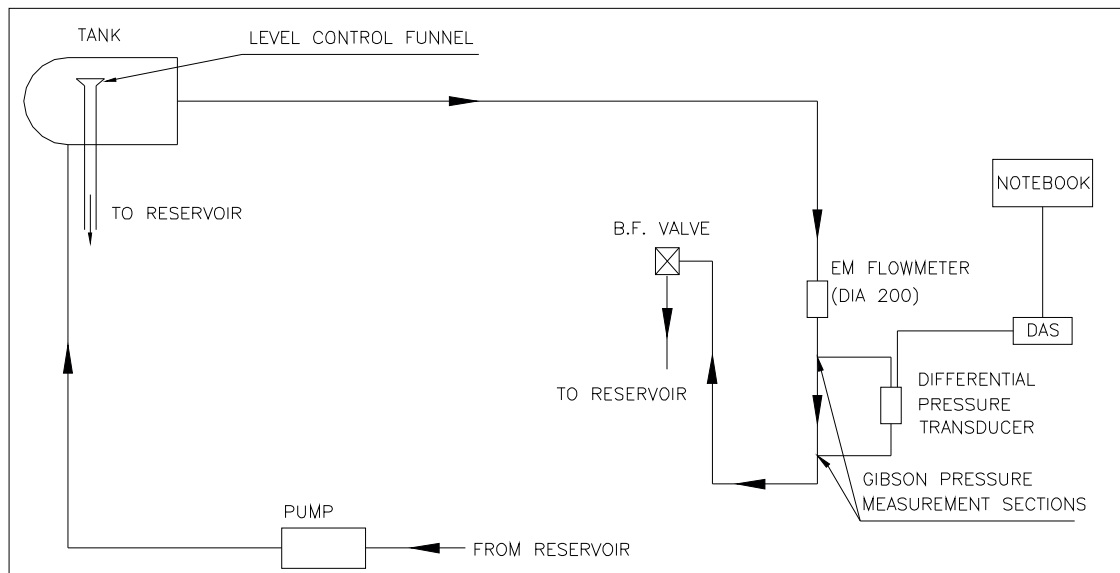 TANK
LEVEL CONTROL FUNNEL
TO RESERVOIR
NOTEBOOK
B.F. VALVE
EM FLOWMETER
(DIA 200)
DAS
TO RESERVOIR
DIFFERENTIAL
PRESSURE
TRANSDUCER
GIBSON PRESSURE
MEASUREMENT SECTIONS
PUMP
FROM RESERVOIR